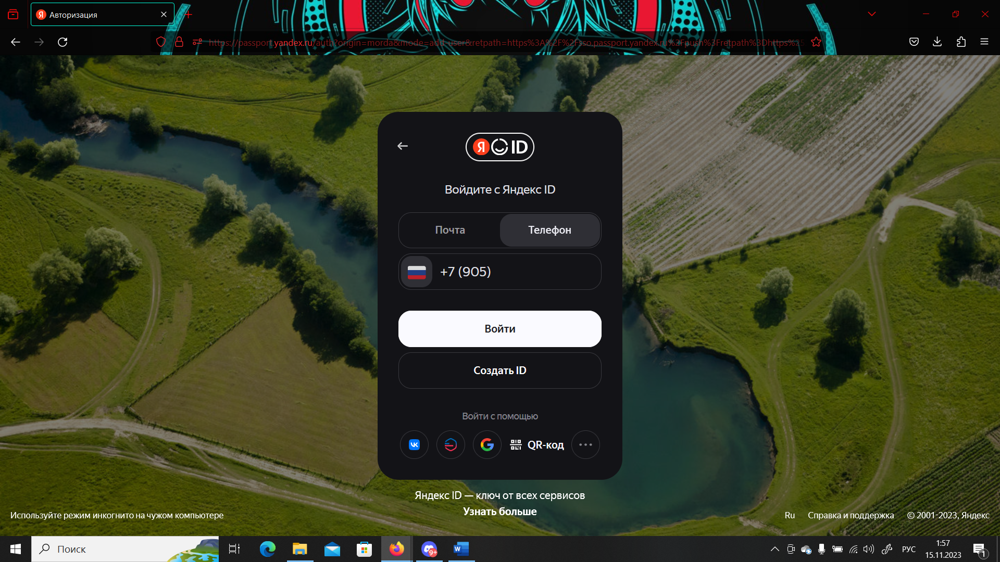 Авторизация
https://passport.yandex.ru/auth?origin=morda&mode=add-user&retpath=https%3A%2F%2Fsso.passport.yandex.ru%2Fpush%3Fretpath%3Dhttps%25
Я ID
Войдите с Яндекс ID
Почта
Телефон
+7 (905)
Войти
Создать ID
Войти с помощью
QR-код
Яндекс ID — ключ от всех сервисов
Узнать больше
Используйте режим инкогнито на чужом компьютере
Ru
Справка и поддержка
© 2001-2023, Яндекс
Поиск
9+
W
РУС
1:57
15.11.2023
1